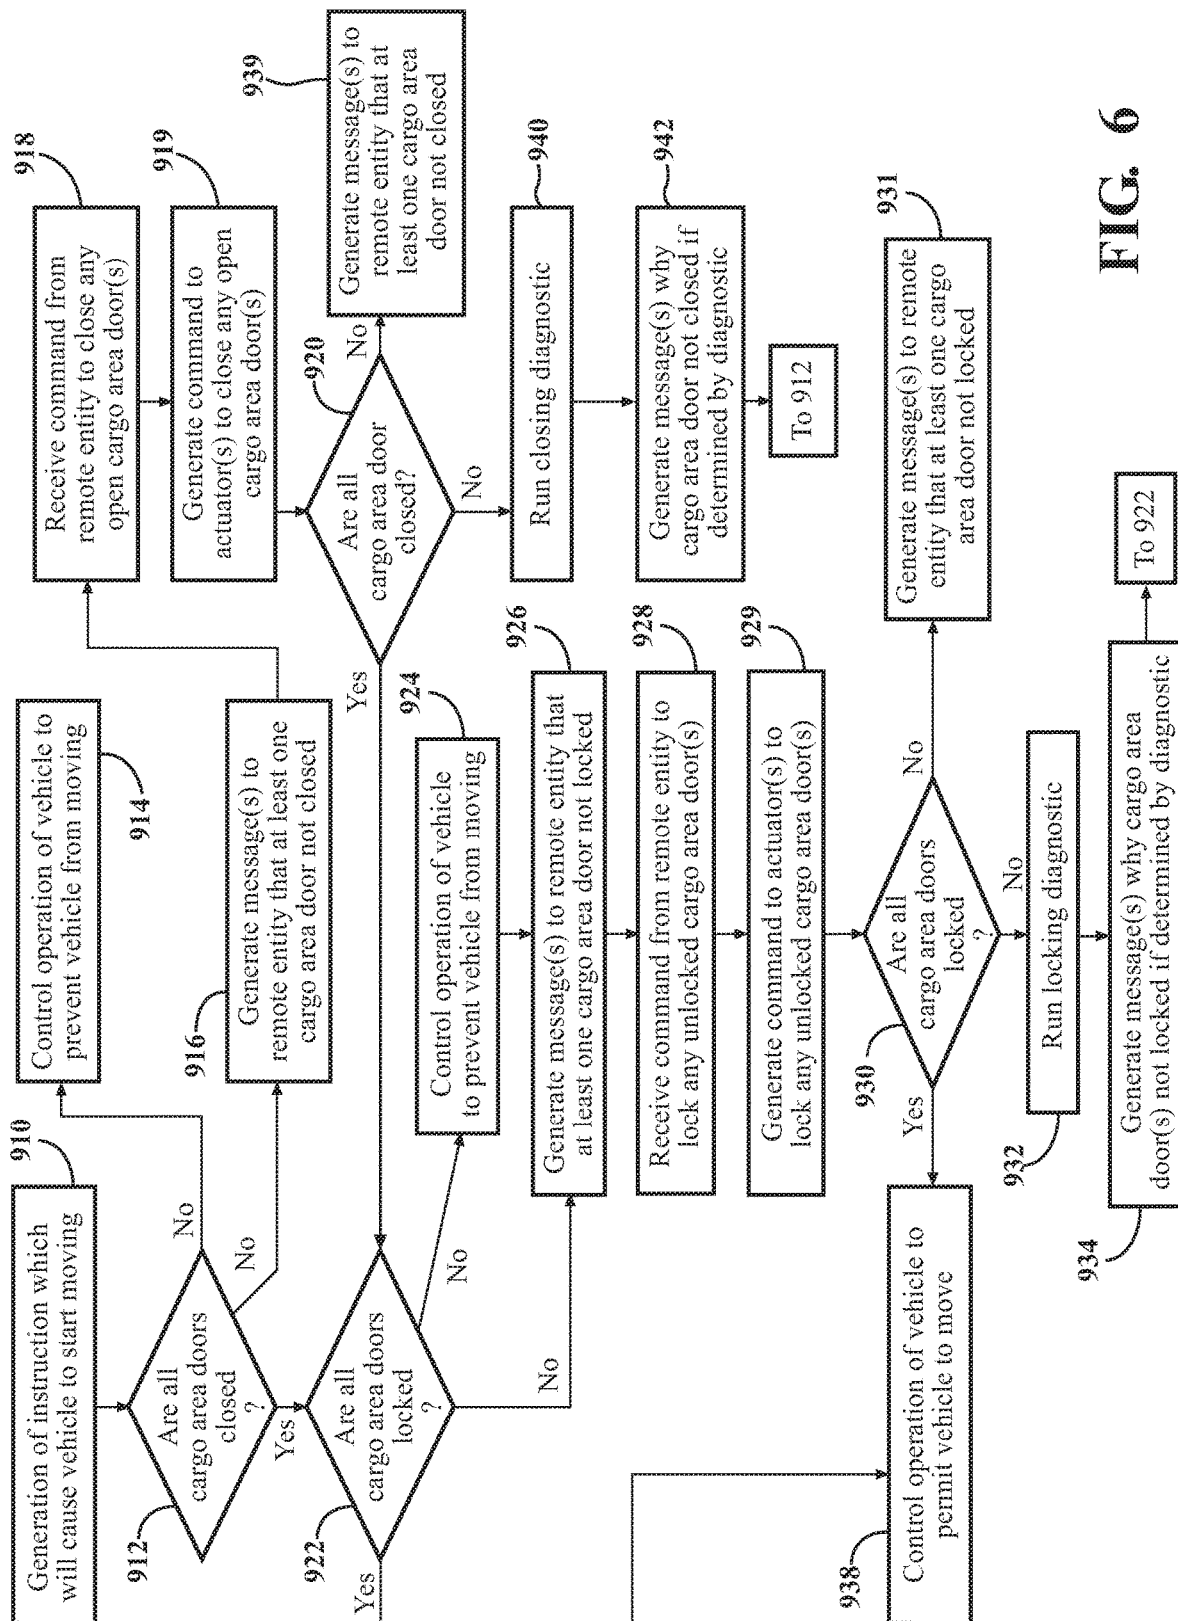 910
Generation of instruction which
will cause vehicle to start moving
912
Are all
cargo area doors
closed
?
No
No
Yes
Control operation of vehicle to
prevent vehicle from moving
914
916
Generate message(s) to
remote entity that at least one
cargo area door not closed
918
Receive command from
remote entity to close any
open cargo area door(s)
919
Generate command to
actuator(s) to close any open
cargo area door(s)
920
Are all
cargo area door
closed?
No
No
Yes
939
Generate message(s) to
remote entity that at
least one cargo area
door not closed
940
Run closing diagnostic
942
Generate message(s) why
cargo area door not closed if
determined by diagnostic
To 912
922
Are all
cargo area doors
locked
?
Yes
No
No
924
Control operation of vehicle
to prevent vehicle from moving
926
Generate message(s) to remote entity that
at least one cargo area door not locked
928
Receive command from remote entity to
lock any unlocked cargo area door(s)
929
Generate command to actuator(s) to
lock any unlocked cargo area door(s)
930
Are all
cargo area doors
locked
?
Yes
No
No
931
Generate message(s) to remote
entity that at least one cargo
area door not locked
932
Run locking diagnostic
934
Generate message(s) why cargo area
door(s) not locked if determined by diagnostic
To 922
938
Control operation of vehicle to
permit vehicle to move
FIG. 6